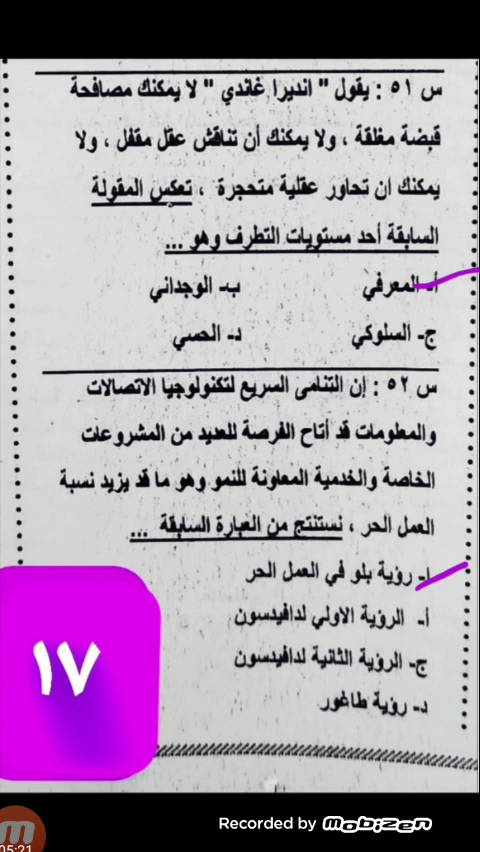 س ٥١ : يقول " انديرا غاندي " لا يمكنك مصافحة
قبضة مغلقة ، ولا يمكنك أن تناقش عقل مقفل ، ولا
يمكنك ان تحاور عقلية متحجرة ، تعكس المقولة
السابقة أحد مستويات التطرف وهو ...
أ- المعرفي ب- الوجداني
ج- السلوكي د- الحسي
س ٥٢ : إن التنامى السريع لتكنولوجيا الاتصالات
والمعلومات قد أتاح الفرصة للعديد من المشروعات
الخاصة والخدمية المعاونة للنمو وهو ما قد يزيد نسبة
العمل الحر ، نستنتج من العبارة السابقة ...
ا- رؤية بلو في العمل الحر
أ- الرؤية الاولي لدافيدسون
ج- الرؤية الثانية لدافيدسون
د- رؤية طاغور
١٧
Recorded by mobizen
05:21